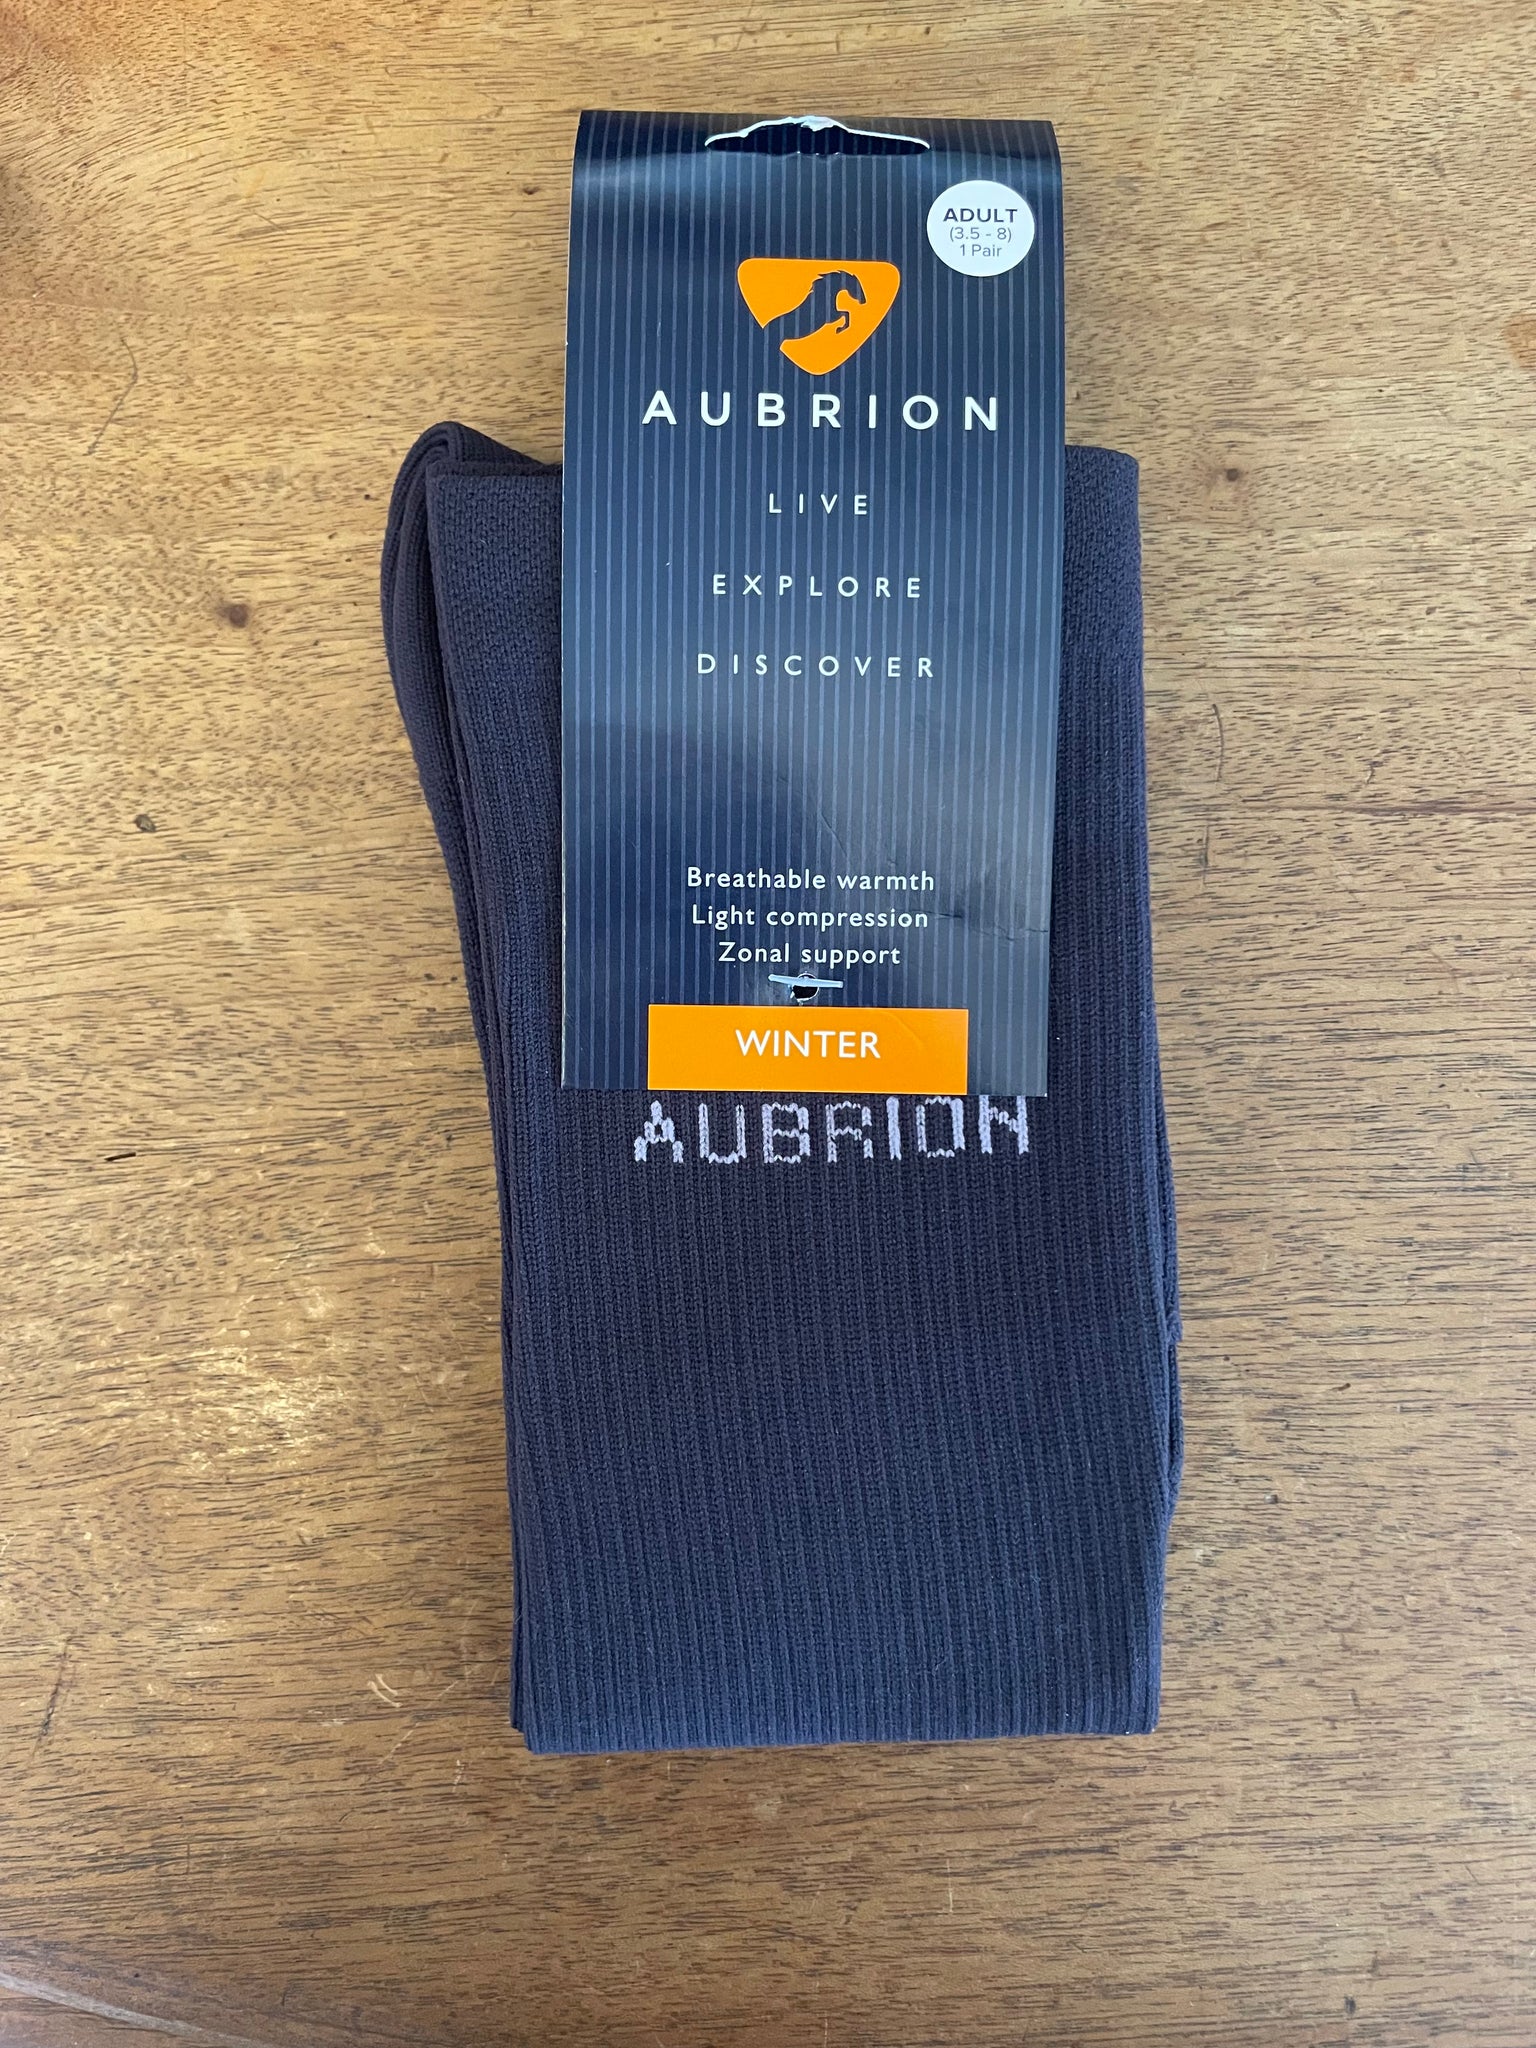 ADULT
(3.5 - 8)
1 Pair
AUBRION
LIVE
EXPLORE
DISCOVER
Breathable warmth
Light compression
Zonal support
WINTER
AUBRION